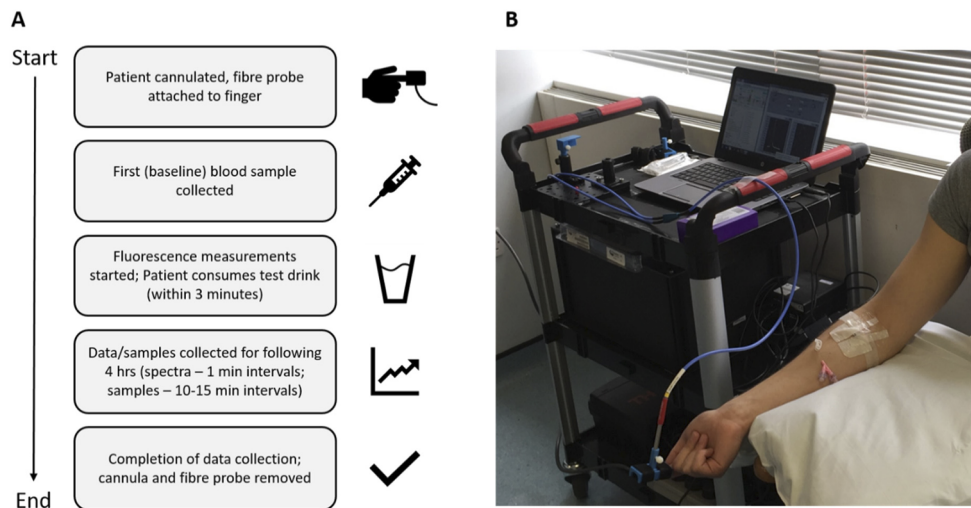 A
Start
Patient cannulated, fibre probe
attached to finger
First (baseline) blood sample
collected
Fluorescence measurements
started; Patient consumes test drink
(within 3 minutes)
Data/samples collected for following
4 hrs (spectra – 1 min intervals;
samples – 10-15 min intervals)
Completion of data collection;
cannula and fibre probe removed
End
B